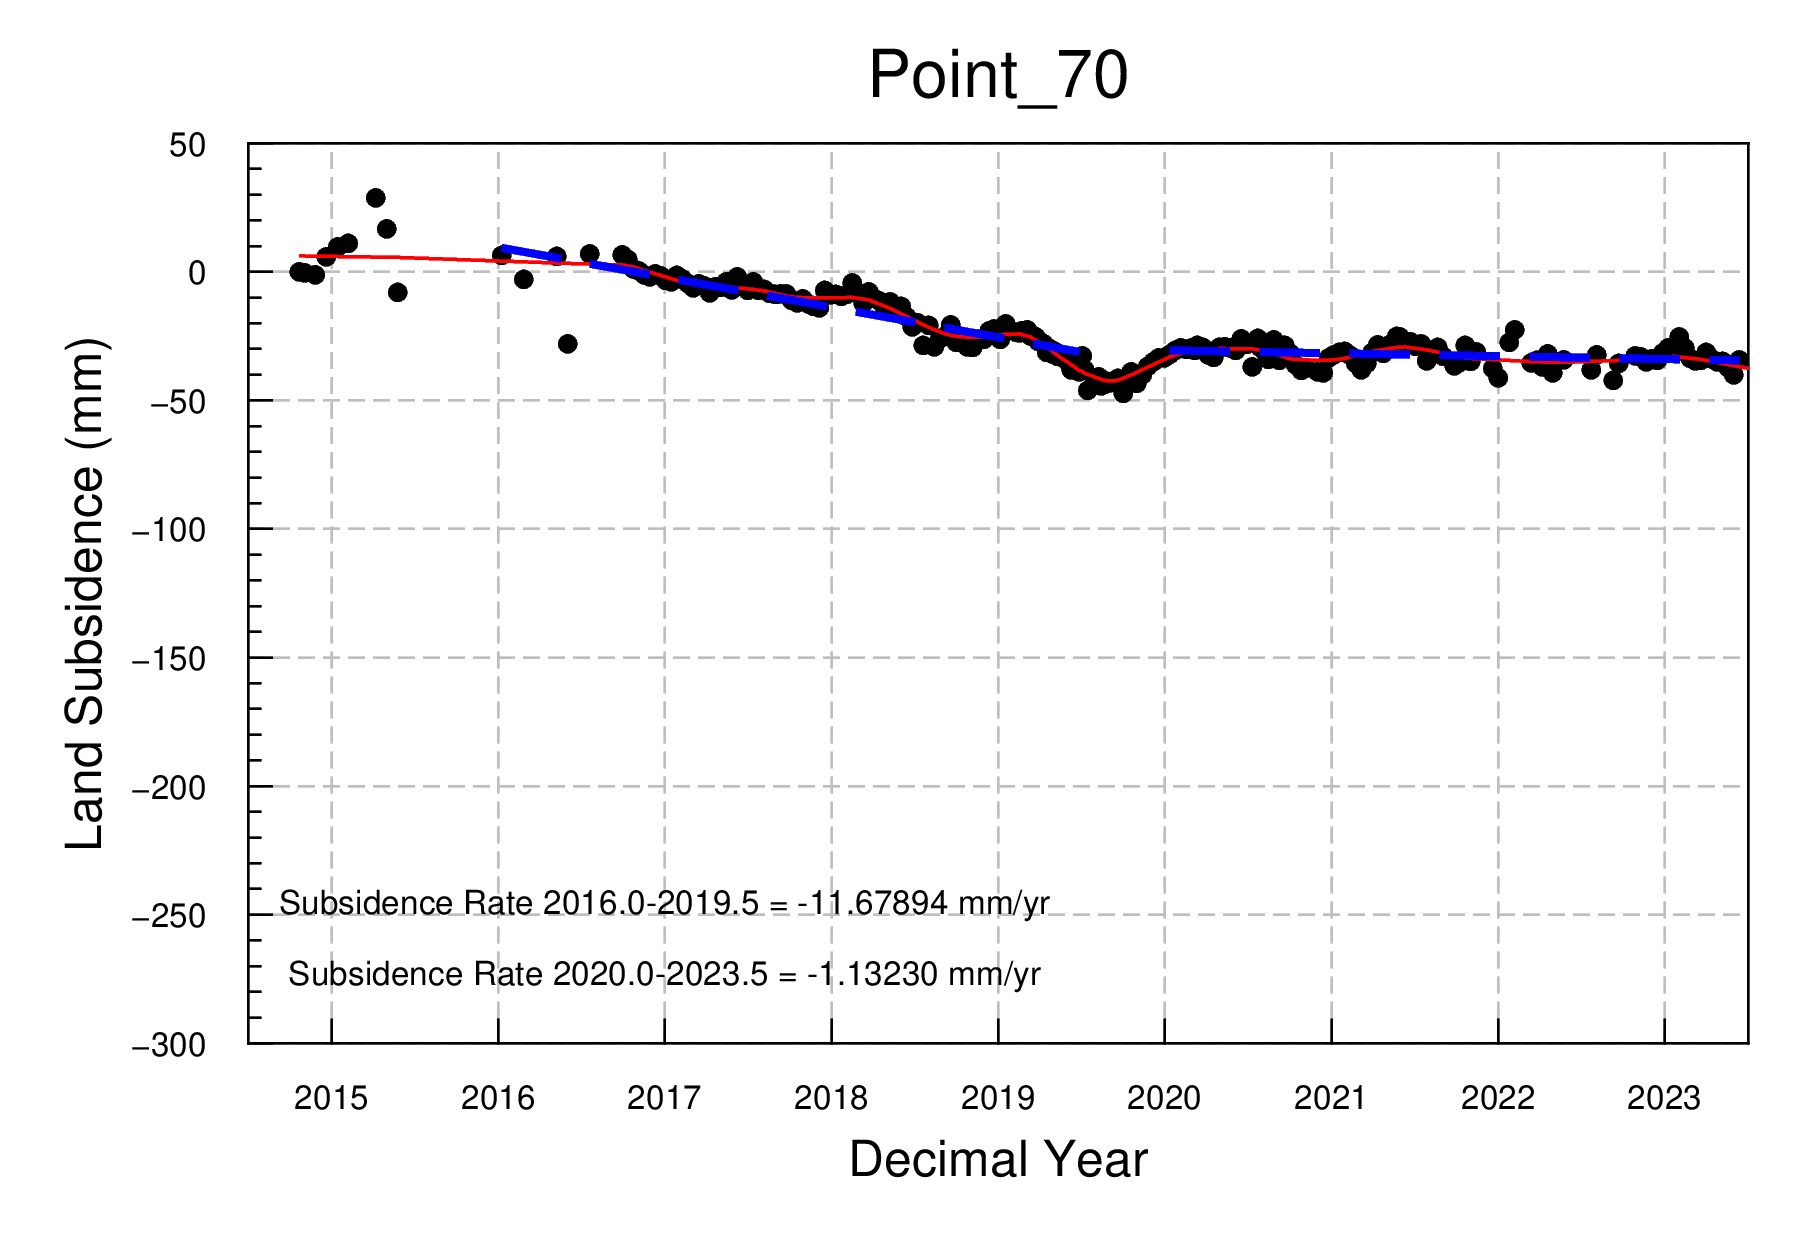 Point_70
50
0
−50
−100
−150
−200
−250
−300
Land Subsidence (mm)
Subsidence Rate 2016.0-2019.5 = -11.67894 mm/yr
Subsidence Rate 2020.0-2023.5 = -1.13230 mm/yr
2015 2016 2017 2018 2019 2020 2021 2022 2023
Decimal Year